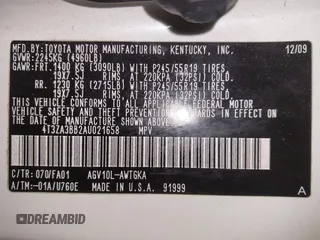 MFD. BY:TOYOTA MOTOR MANUFACTURING, KENTUCKY, INC. 12/09
GVWR:2245KG (4960LB)
GAWR:FRT.1400 KG (3090LB) WITH P245/55R19 TIRES
19X7.5J RIMS, AT 220KPA (32PSI) COLD.
RR. 1230 KG (2715LB) WITH P245/55R19 TIRES
19X7.5J RIMS, AT 220KPA (32PSI) COLD.
THIS VEHICLE CONFORMS TO ALL APPLICABLE FEDERAL MOTOR
VEHICLE SAFETY AND THEFT PREVENTION STANDARDS IN
EFFECT ON THE DATE OF MANUFACTURE SHOWN ABOVE.
4T3ZA3BB2AU021658 MPV
C/TR: 070/FA01 AGV10L-AWTGKA
A/TM:-01A/U760E MADE IN U.S.A. 91999 A
DREAMBID